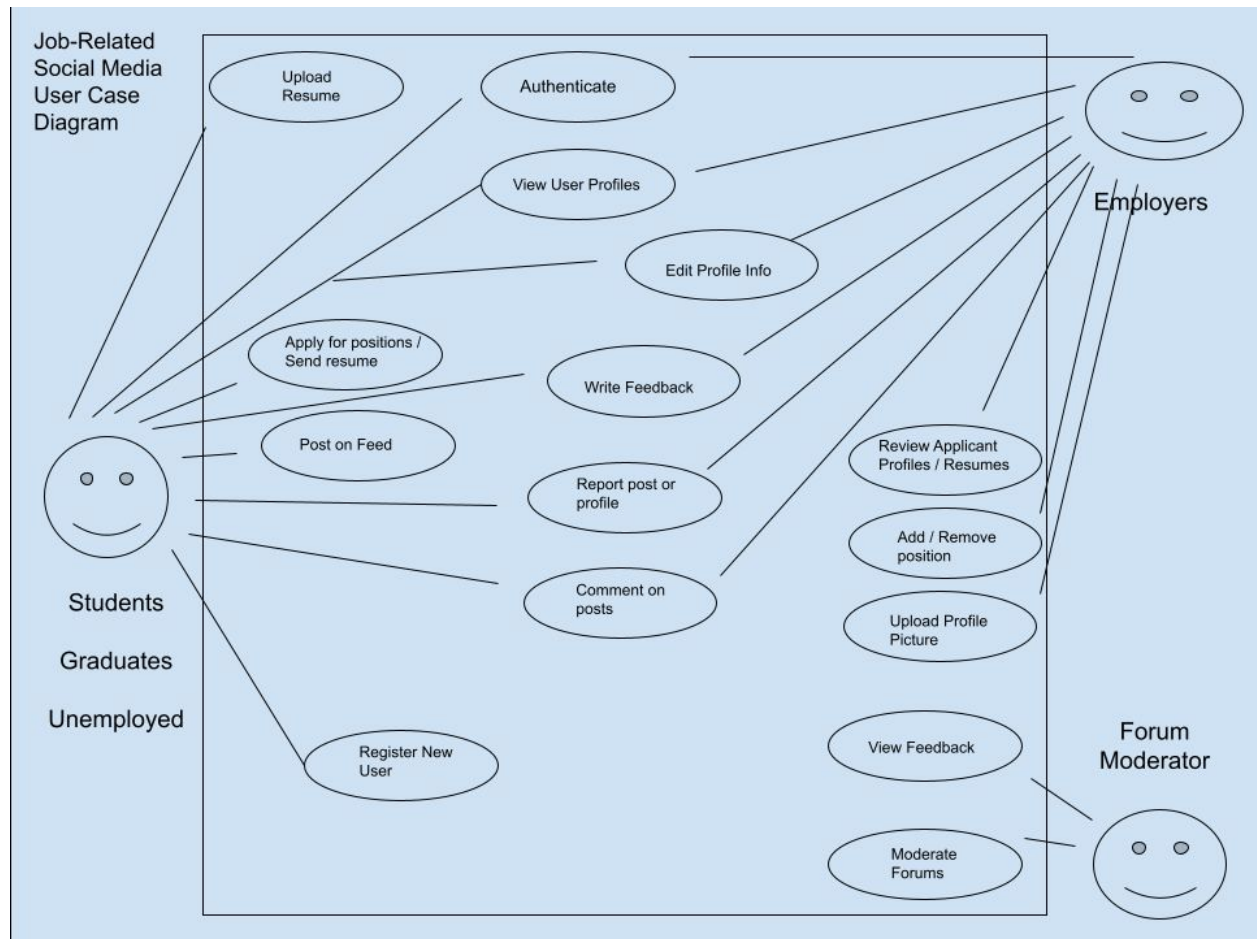 Job-Related
Social Media
User Case
Diagram
Upload
Resume
Authenticate
View User Profiles
Employers
Edit Profile Info
Apply for positions /
Send resume
Write Feedback
Post on Feed
Review Applicant
Profiles / Resumes
Report post or
profile
Add / Remove
position
Comment on
posts
Upload Profile
Picture
Students
Graduates
Unemployed
Register New
User
View Feedback
Forum
Moderator
Moderate
Forums